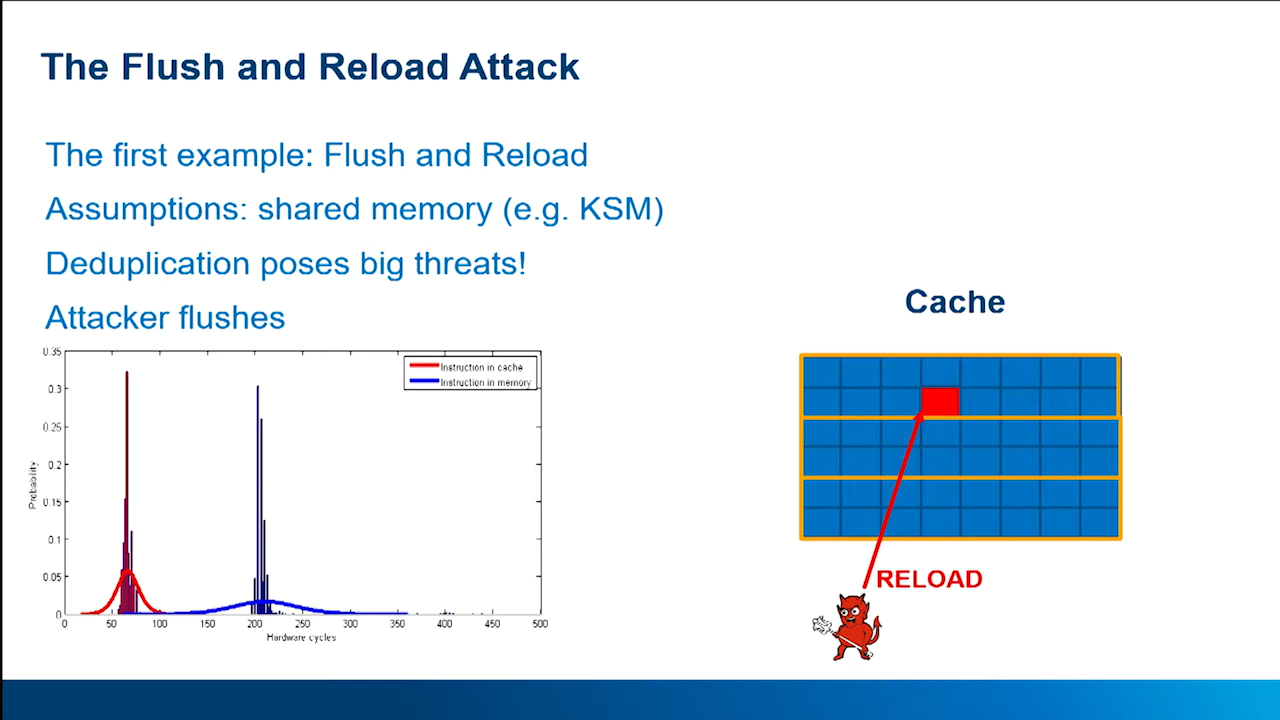 The Flush and Reload Attack
The first example: Flush and Reload
Assumptions: shared memory (e.g. KSM)
Deduplication poses big threats!
Attacker flushes
Cache
0.35
0.3
0.25
0.2
0.15
0.1
0.05
0
Probability
Instruction in cache
Instruction in memory
0 50 100 150 200 250 300 350 400 450 500
Hardware cycles
RELOAD